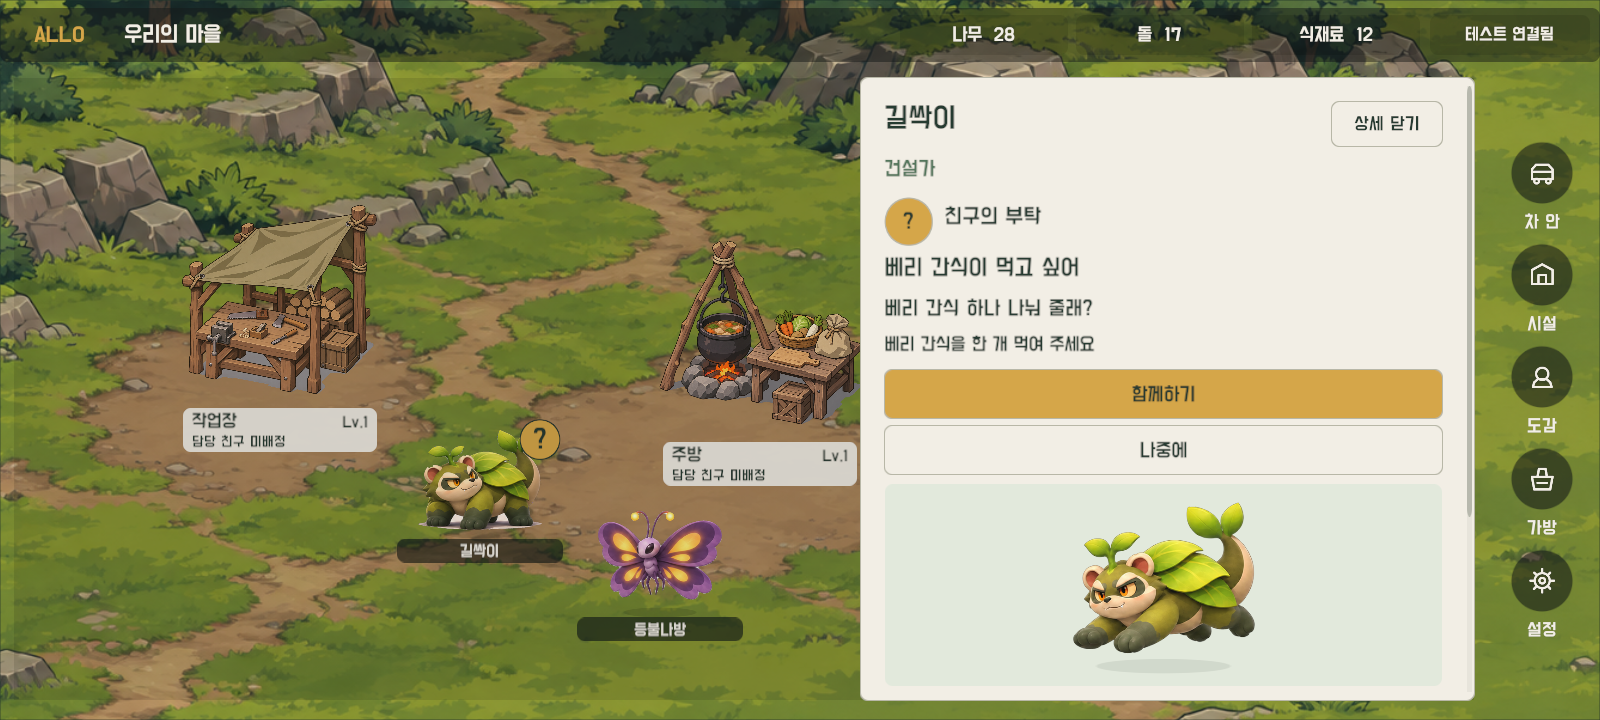 ALLO 우리의 마을
나무 28
돌 17
식재료 12
테스트 연결됨
길싹이
상세 닫기
건설가
? 친구의 부탁
베리 간식이 먹고 싶어
베리 간식 하나 나눠 줄래?
베리 간식을 한 개 먹여 주세요
함께하기
나중에
작업장 Lv.1
담당 친구 미배정
?
길싹이
주방 Lv.1
담당 친구 미배정
등불나방
차 안
시설
도감
가방
설정